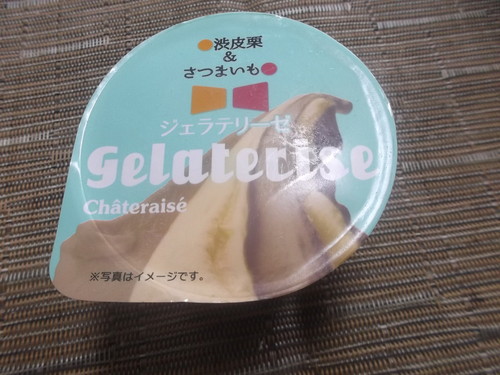 ●渋皮栗
&
さつまいも●
ジェラテリーゼ
Gelaterise
Châteraisé
※写真はイメージです。